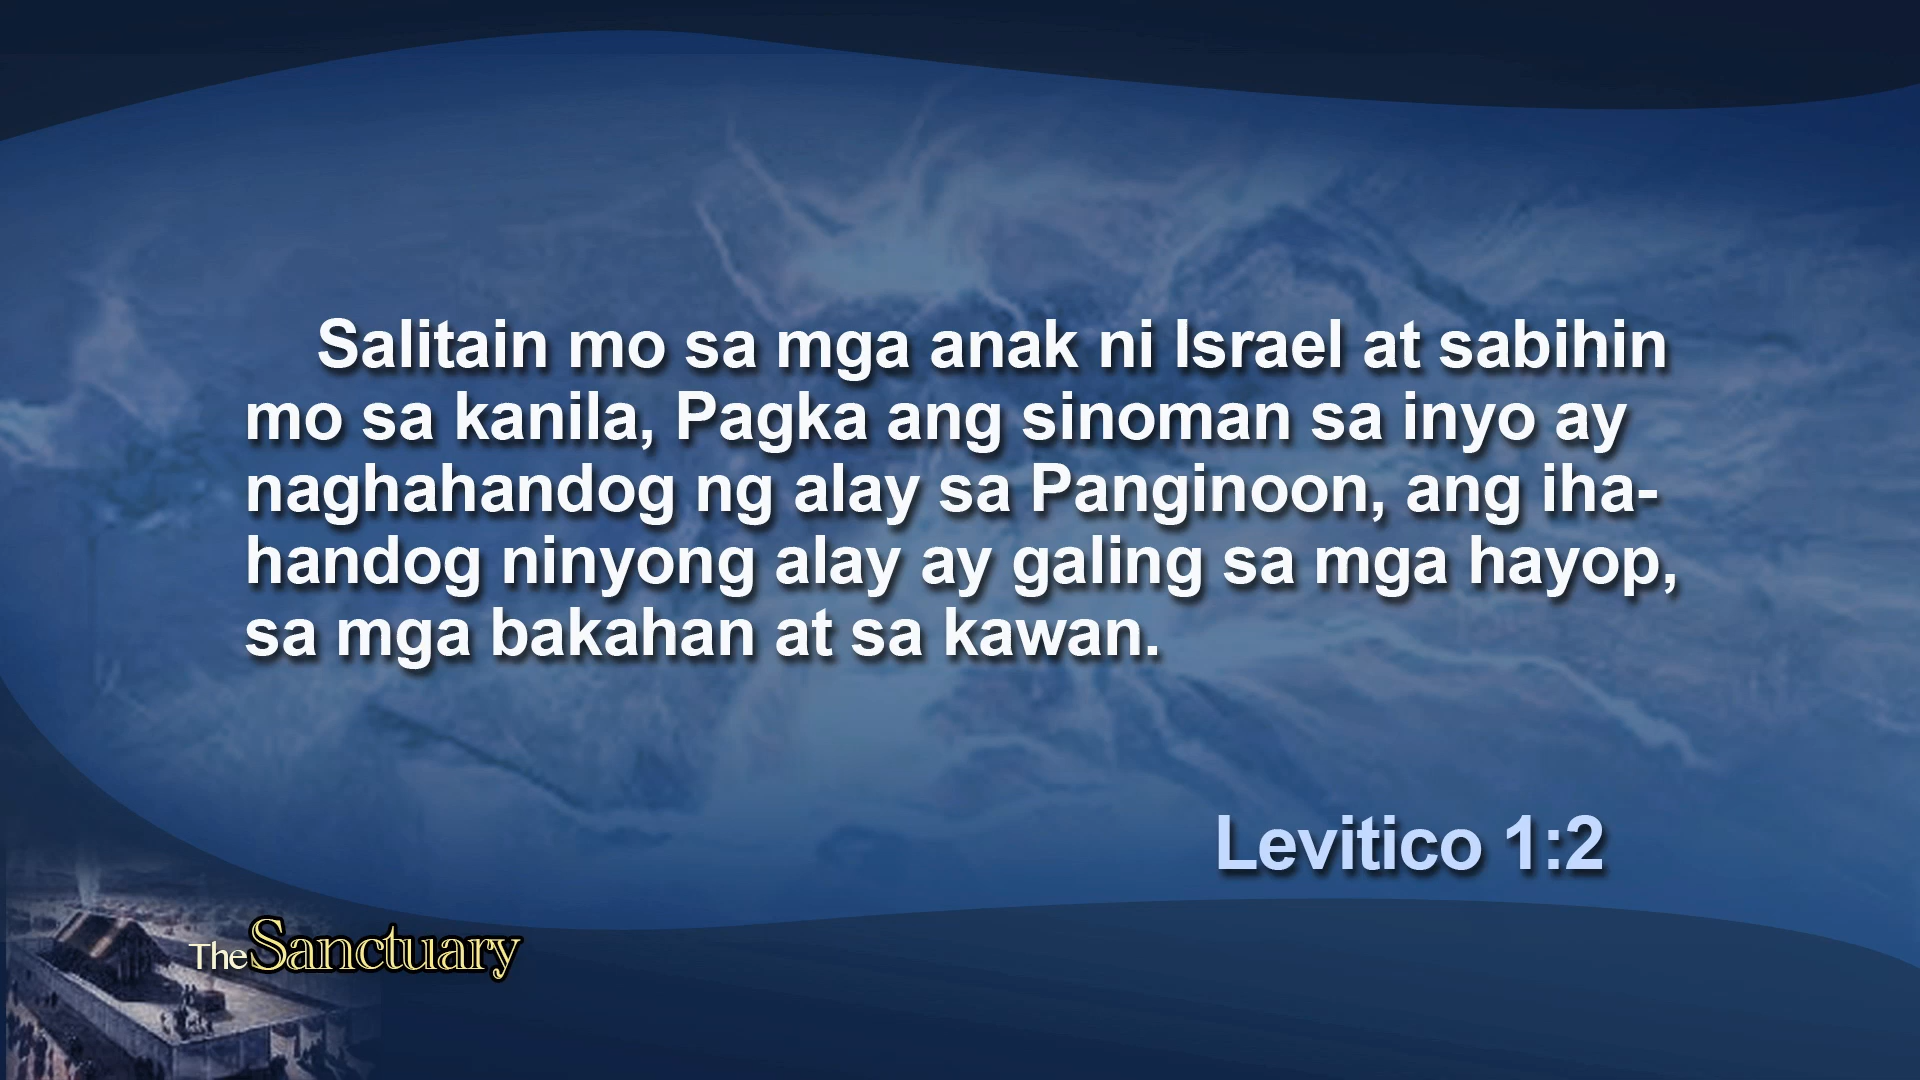 Salitain mo sa mga anak ni Israel at sabihin
mo sa kanila, Pagka ang sinoman sa inyo ay
naghahandog ng alay sa Panginoon, ang iha-
handog ninyong alay ay galing sa mga hayop,
sa mga bakahan at sa kawan.
Levitico 1:2
The Sanctuary